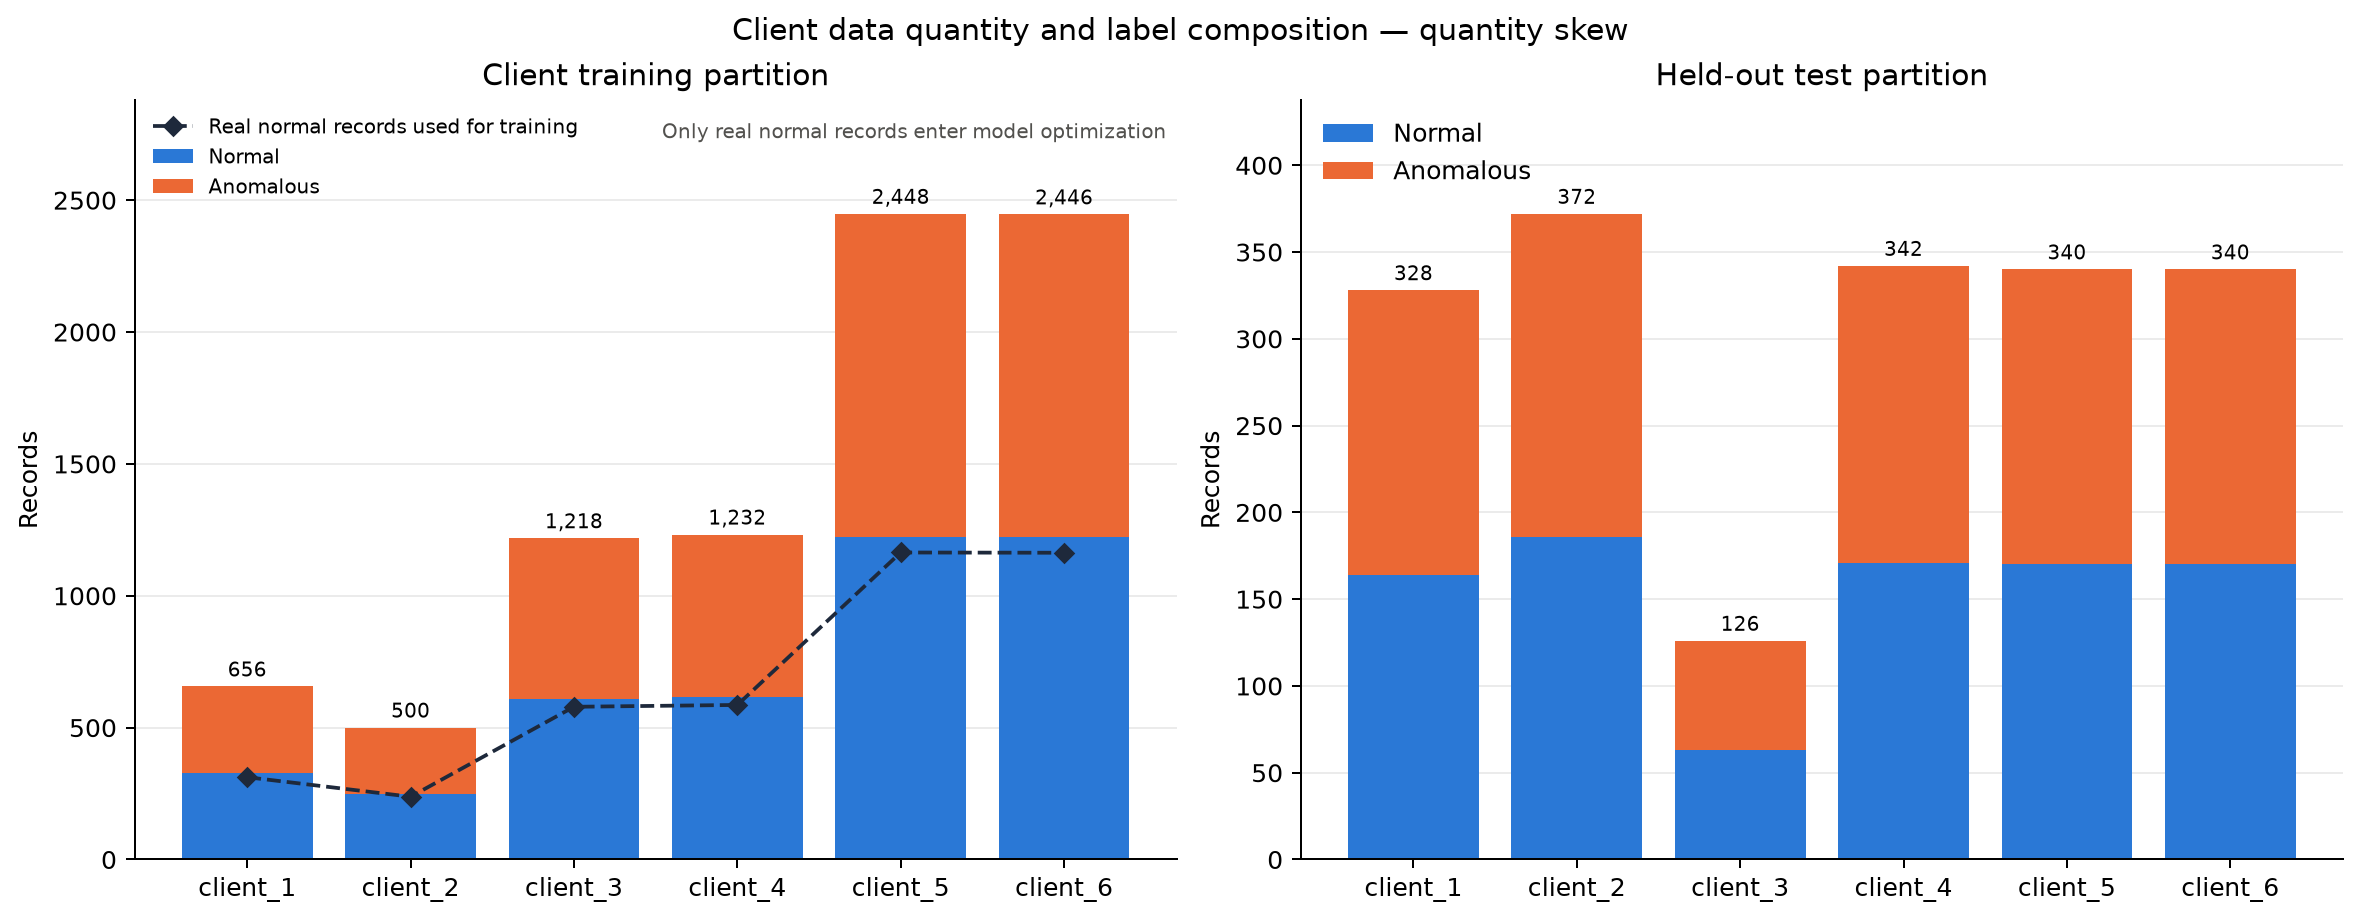 Client data quantity and label composition — quantity skew
Client training partition
Real normal records used for training
Normal
Anomalous
Only real normal records enter model optimization
Records
2500
2000
1500
1000
500
0
656
500
1,218
1,232
2,448
2,446
client_1
client_2
client_3
client_4
client_5
client_6
Held-out test partition
Normal
Anomalous
Records
400
350
300
250
200
150
100
50
0
328
372
126
342
340
340
client_1
client_2
client_3
client_4
client_5
client_6